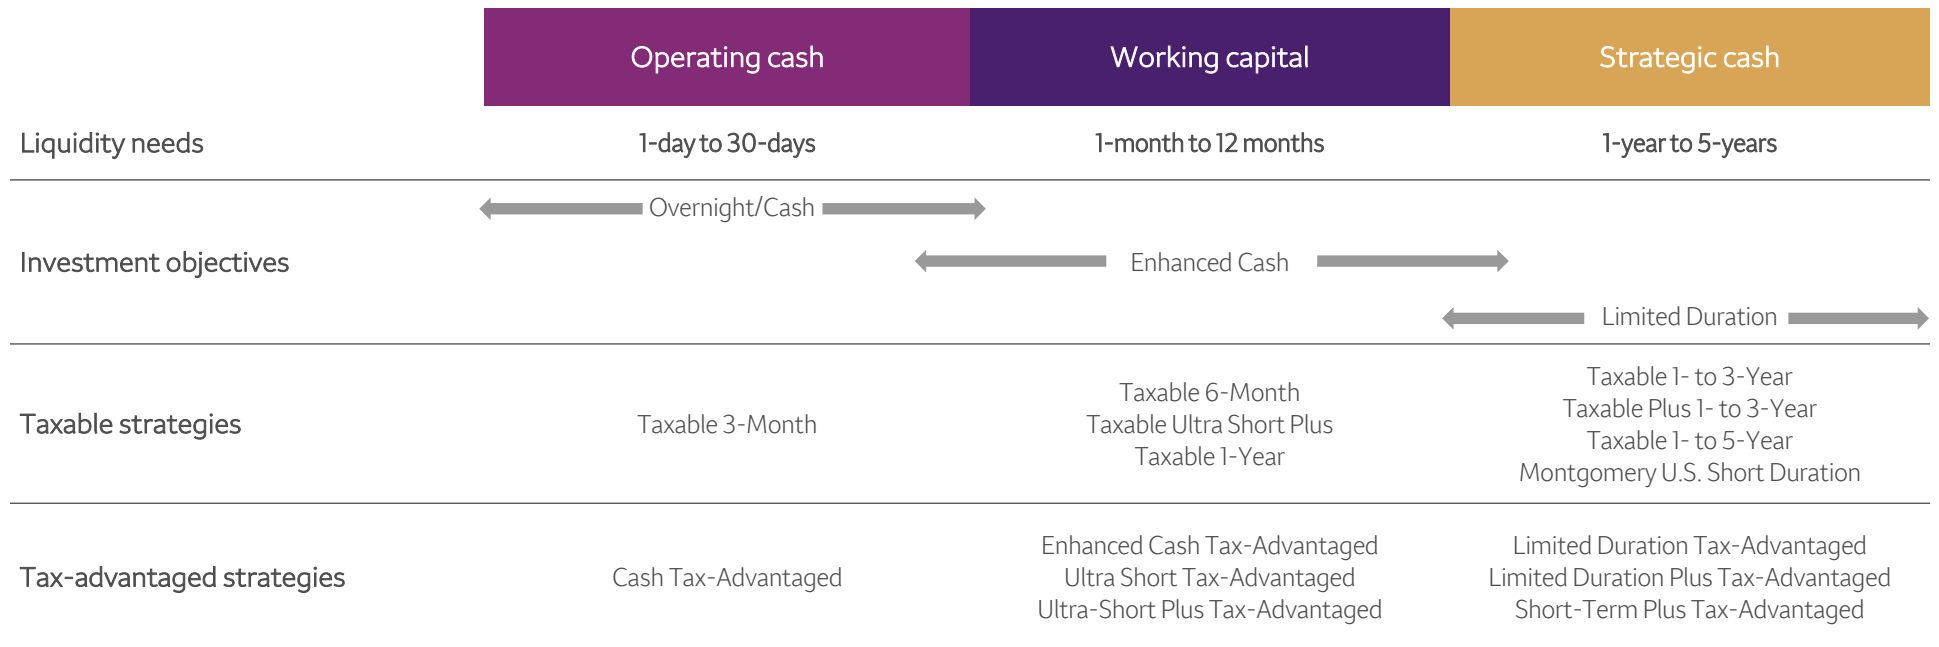 Operating cash
Working capital
Strategic cash
Liquidity needs
1-day to 30-days
1-month to 12 months
1-year to 5-years
Investment objectives
Overnight/Cash
Enhanced Cash
Limited Duration
Taxable strategies
Taxable 3-Month
Taxable 6-Month
Taxable Ultra Short Plus
Taxable 1-Year
Taxable 1- to 3-Year
Taxable Plus 1- to 3-Year
Taxable 1- to 5-Year
Montgomery U.S. Short Duration
Tax-advantaged strategies
Cash Tax-Advantaged
Enhanced Cash Tax-Advantaged
Ultra Short Tax-Advantaged
Ultra-Short Plus Tax-Advantaged
Limited Duration Tax-Advantaged
Limited Duration Plus Tax-Advantaged
Short-Term Plus Tax-Advantaged